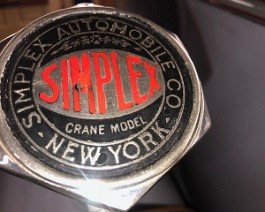 SIMPLEX AUTOMOBILE CO.
SIMPLEX
CRANE MODEL
- NEW YORK -